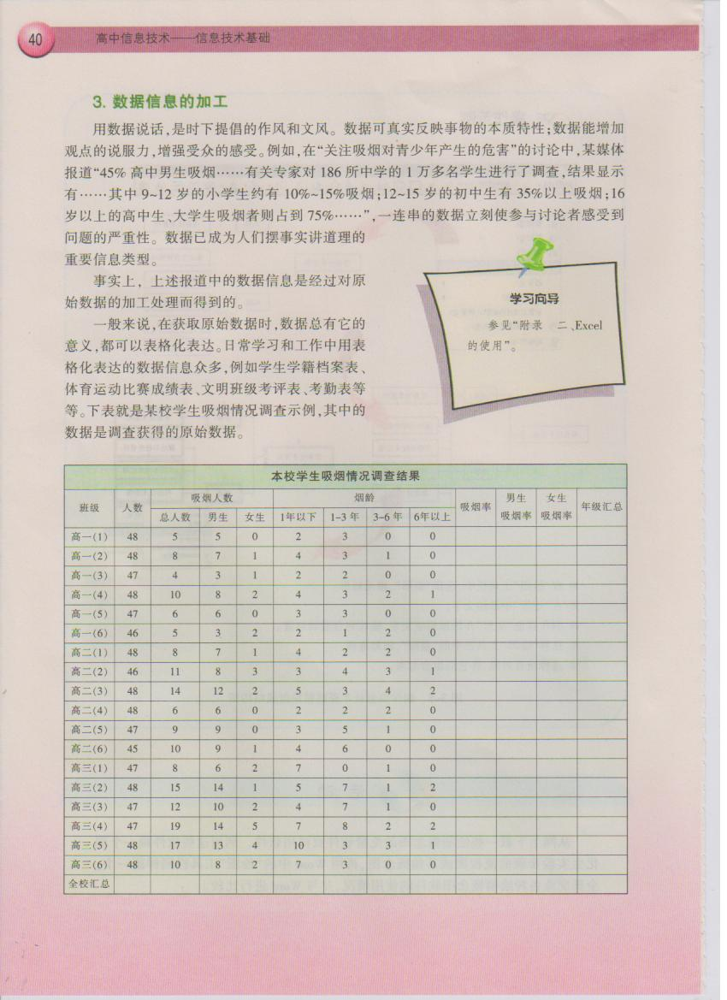 40
高中信息技术——信息技术基础
3. 数据信息的加工
用数据说话,是时下提倡的作风和文风。数据可真实反映事物的本质特性;数据能增加
观点的说服力,增强受众的感受。例如,在“关注吸烟对青少年产生的危害”的讨论中,某媒体
报道“45% 高中男生吸烟……有关专家对 186 所中学的 1 万多名学生进行了调查,结果显示
有……其中 9~12 岁的小学生约有 10%~15%吸烟;12~15 岁的初中生有 35%以上吸烟;16
岁以上的高中生、大学生吸烟者则占到 75%……”,一连串的数据立刻使参与讨论者感受到
问题的严重性。数据已成为人们摆事实讲道理的
重要信息类型。
事实上,上述报道中的数据信息是经过对原
始数据的加工处理而得到的。
一般来说,在获取原始数据时,数据总有它的
意义,都可以表格化表达。日常学习和工作中用表
格化表达的数据信息众多,例如学生学籍档案表、
体育运动比赛成绩表、文明班级考评表、考勤表等
等。下表就是某校学生吸烟情况调查示例,其中的
数据是调查获得的原始数据。
学习向导
参见“附录 二、Excel
的使用”。
本校学生吸烟情况调查结果
班级 人数 吸烟人数 烟龄 吸烟率 男生吸烟率 女生吸烟率 年级汇总
总人数 男生 女生 1年以下 1-3年 3-6年 6年以上
高一(1) 48 5 5 0 2 3 0 0
高一(2) 48 8 7 1 4 3 1 0
高一(3) 47 4 3 1 2 2 0 0
高一(4) 48 10 8 2 4 3 2 1
高一(5) 47 6 6 0 3 3 0 0
高一(6) 46 5 3 2 2 1 2 0
高二(1) 48 8 7 1 4 2 2 0
高二(2) 46 11 8 3 3 4 3 1
高二(3) 48 14 12 2 5 3 4 2
高二(4) 48 6 6 0 2 2 2 0
高二(5) 47 9 9 0 3 5 1 0
高二(6) 45 10 9 1 4 6 0 0
高三(1) 47 8 6 2 7 0 1 0
高三(2) 48 15 14 1 5 7 1 2
高三(3) 47 12 10 2 4 7 1 0
高三(4) 47 19 14 5 7 8 2 2
高三(5) 48 17 13 4 10 3 3 1
高三(6) 48 10 8 2 7 3 0 0
全校汇总